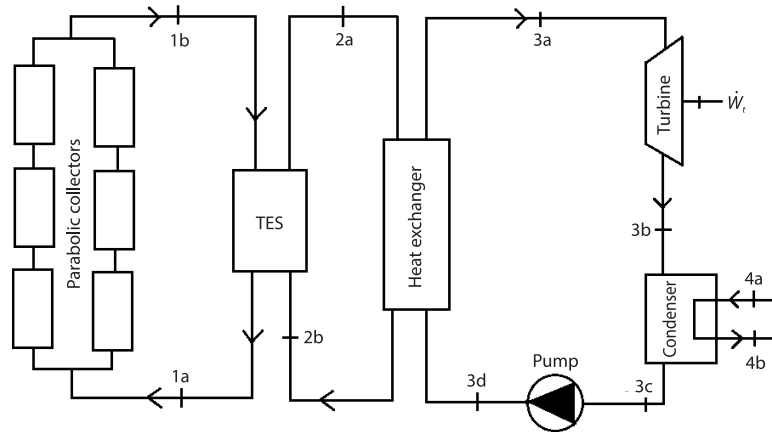 1b
2a
3a
Turbine
Ẇt
Parabolic collectors
TES
Heat exchanger
3b
4a
Condenser
2b
4b
Pump
1a
3d
3c